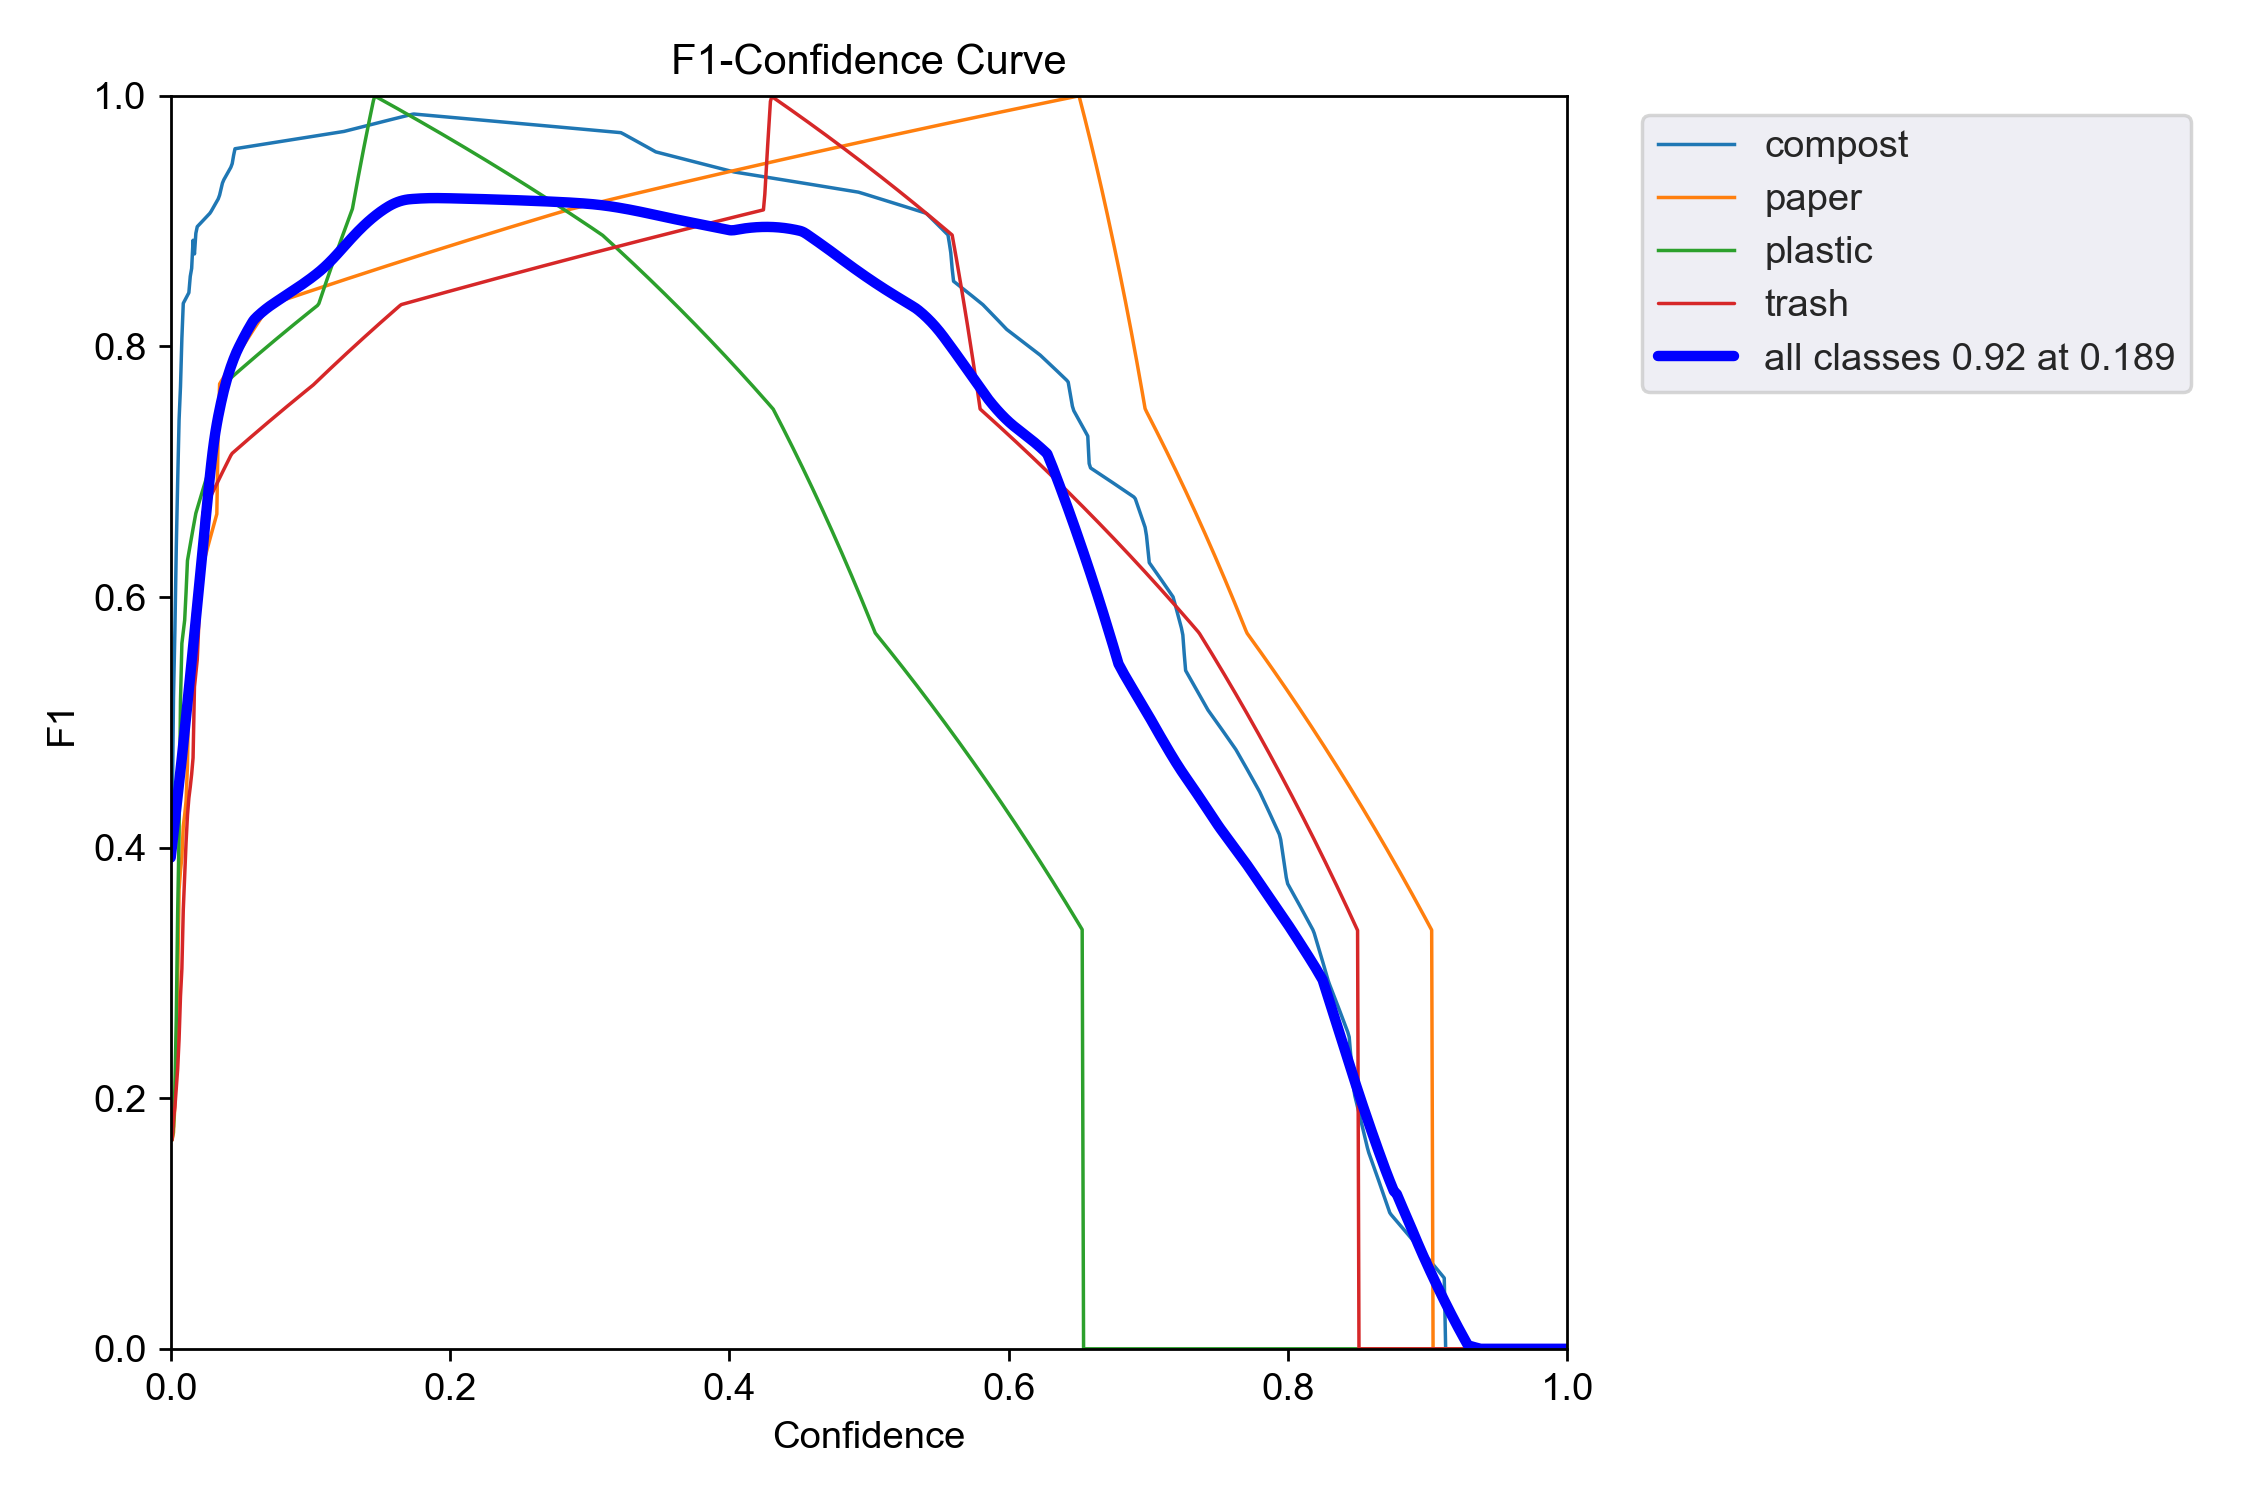 F1-Confidence Curve
1.0
0.8
0.6
0.4
0.2
0.0
F1
0.0 0.2 0.4 0.6 0.8 1.0
Confidence
compost
paper
plastic
trash
all classes 0.92 at 0.189